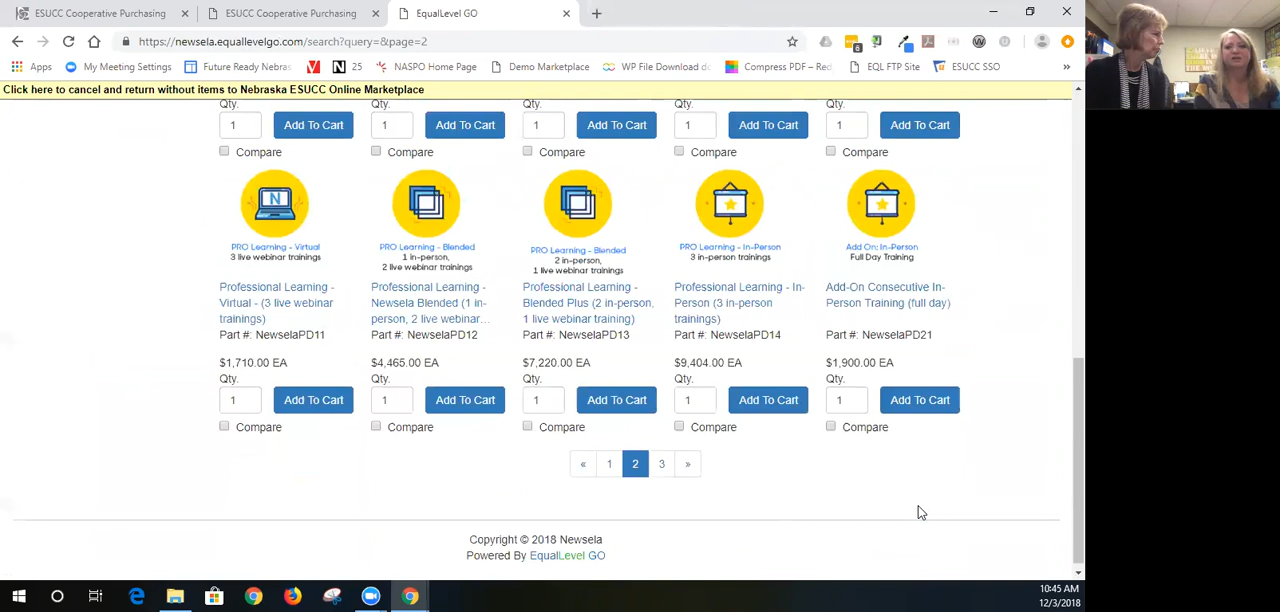 ESUCC Cooperative Purchasing
ESUCC Cooperative Purchasing
EqualLevel GO
https://newsela.equallevelgo.com/search?query=&page=2
6
Apps My Meeting Settings Future Ready Nebras 25 NASPO Home Page Demo Marketplace WP File Download do Compress PDF – Red EQL FTP Site ESUCC SSO
Click here to cancel and return without items to Nebraska ESUCC Online Marketplace
Qty. Qty. Qty. Qty. Qty.
1 Add To Cart 1 Add To Cart 1 Add To Cart 1 Add To Cart 1 Add To Cart
Compare Compare Compare Compare Compare
N
PRO Learning - Virtual
3 live webinar trainings
Professional Learning -
Virtual - (3 live webinar
trainings)
Part #: NewselaPD11
$1,710.00 EA
Qty.
1 Add To Cart
Compare
PRO Learning - Blended
1 in-person,
2 live webinar trainings
Professional Learning -
Newsela Blended (1 in-
person, 2 live webinar...
Part #: NewselaPD12
$4,465.00 EA
Qty.
1 Add To Cart
Compare
PRO Learning - Blended
2 in-person,
1 live webinar trainings
Professional Learning -
Blended Plus (2 in-person,
1 live webinar training)
Part #: NewselaPD13
$7,220.00 EA
Qty.
1 Add To Cart
Compare
PRO Learning - In-Person
3 in-person trainings
Professional Learning - In-
Person (3 in-person
trainings)
Part #: NewselaPD14
$9,404.00 EA
Qty.
1 Add To Cart
Compare
Add On: In-Person
Full Day Training
Add-On Consecutive In-
Person Training (full day)
Part #: NewselaPD21
$1,900.00 EA
Qty.
1 Add To Cart
Compare
« 1 2 3 »
Copyright © 2018 Newsela
Powered By EqualLevel GO
10:45 AM
12/3/2018